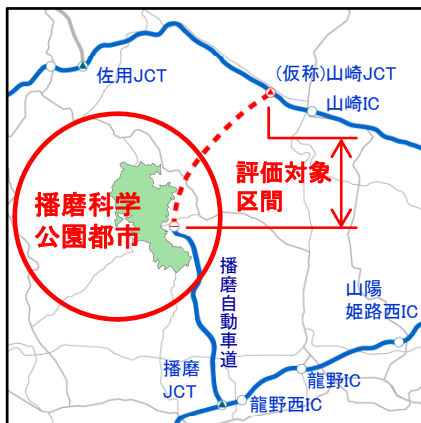 佐用JCT
(仮称)山崎JCT
山崎IC
評価対象
区間
播磨科学
公園都市
播磨自動車道
山陽
姫路西IC
播磨
JCT
龍野IC
龍野西IC